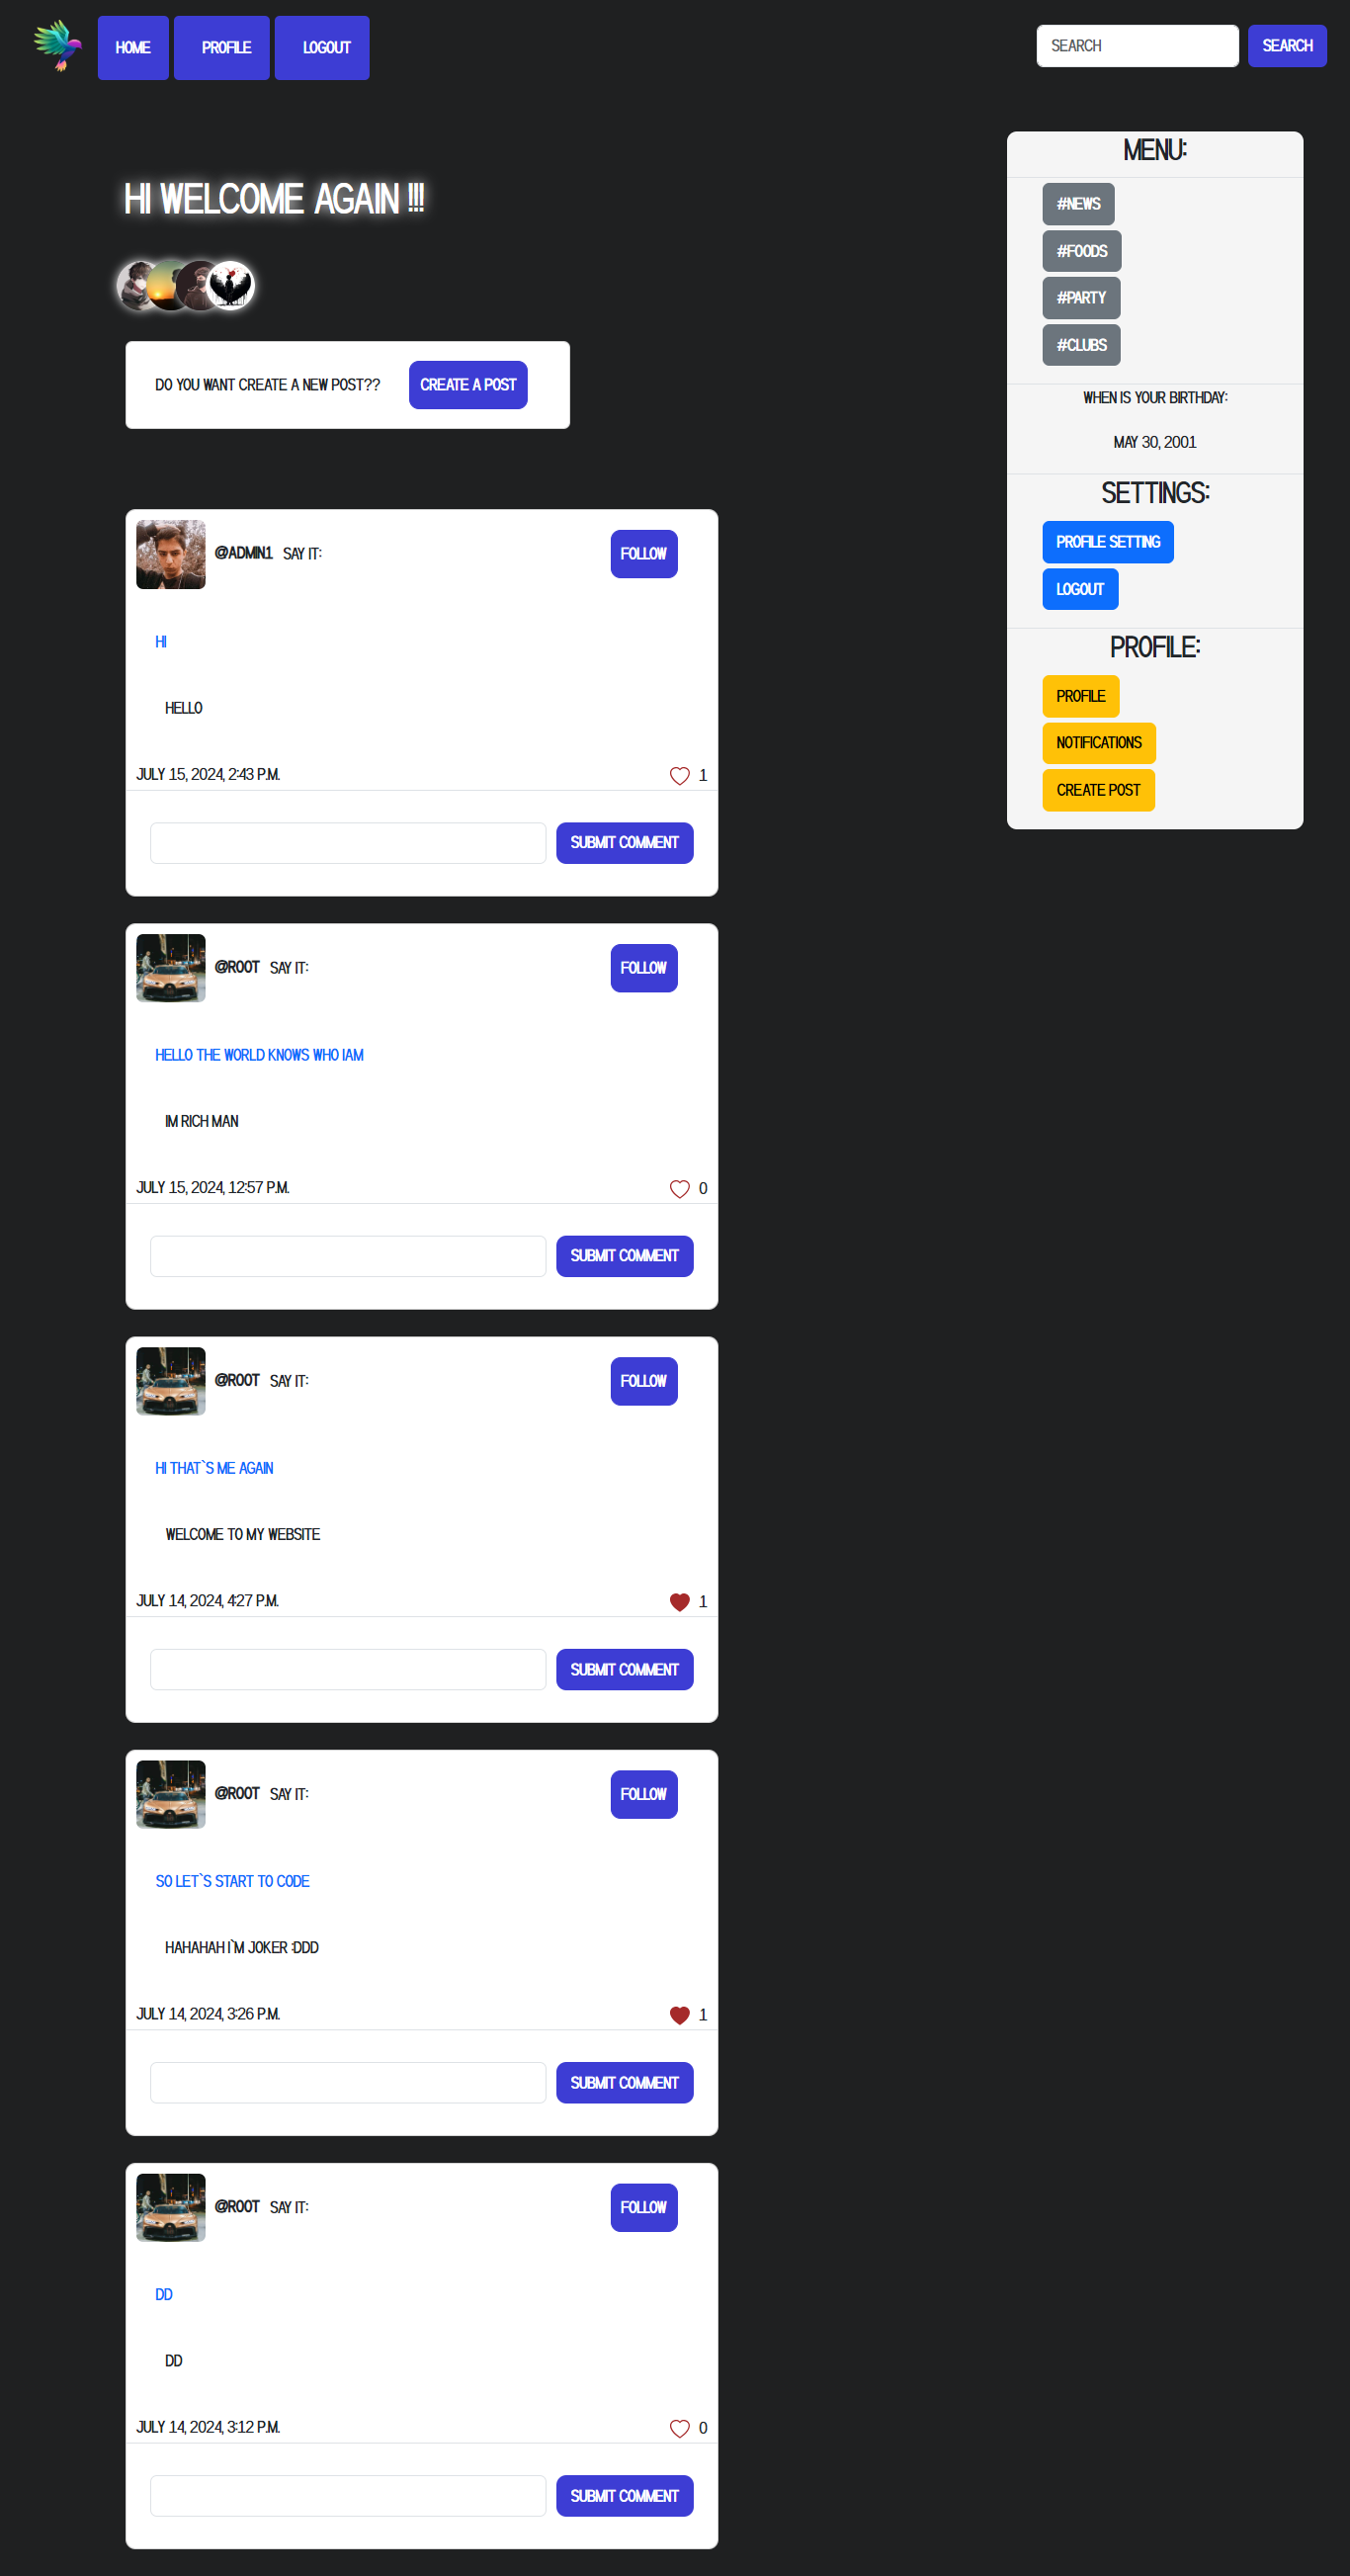 HOME PROFILE LOGOUT SEARCH SEARCH
HI WELCOME AGAIN !!!
DO YOU WANT CREATE A NEW POST?? CREATE A POST
@ADMIN1 SAY IT: FOLLOW
HI
HELLO
JULY 15, 2024, 2:43 P.M. 1
SUBMIT COMMENT
@ROOT SAY IT: FOLLOW
HELLO THE WORLD KNOWS WHO IAM
IM RICH MAN
JULY 15, 2024, 12:57 P.M. 0
SUBMIT COMMENT
@ROOT SAY IT: FOLLOW
HI THAT`S ME AGAIN
WELCOME TO MY WEBSITE
JULY 14, 2024, 4:27 P.M. 1
SUBMIT COMMENT
@ROOT SAY IT: FOLLOW
SO LET`S START TO CODE
HAHAHAH I`M JOKER :DDD
JULY 14, 2024, 3:26 P.M. 1
SUBMIT COMMENT
@ROOT SAY IT: FOLLOW
DD
DD
JULY 14, 2024, 3:12 P.M. 0
SUBMIT COMMENT
MENU:
#NEWS
#FOODS
#PARTY
#CLUBS
WHEN IS YOUR BIRTHDAY:
MAY 30, 2001
SETTINGS:
PROFILE SETTING
LOGOUT
PROFILE:
PROFILE
NOTIFICATIONS
CREATE POST